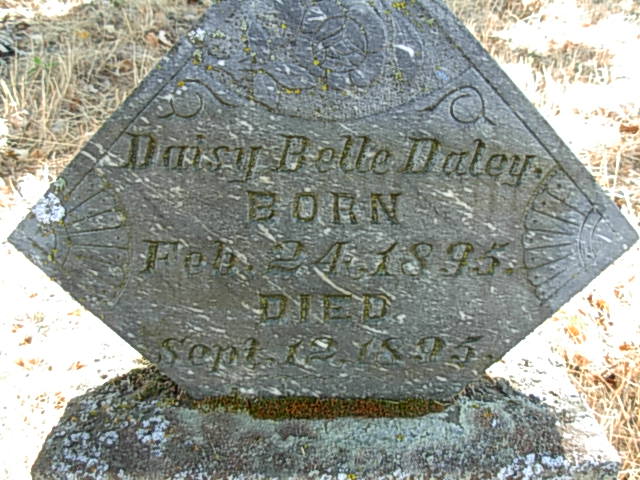 Daisy Belle Daley.
BORN
Feb. 24, 1895.
DIED
Sept. 12, 1895.